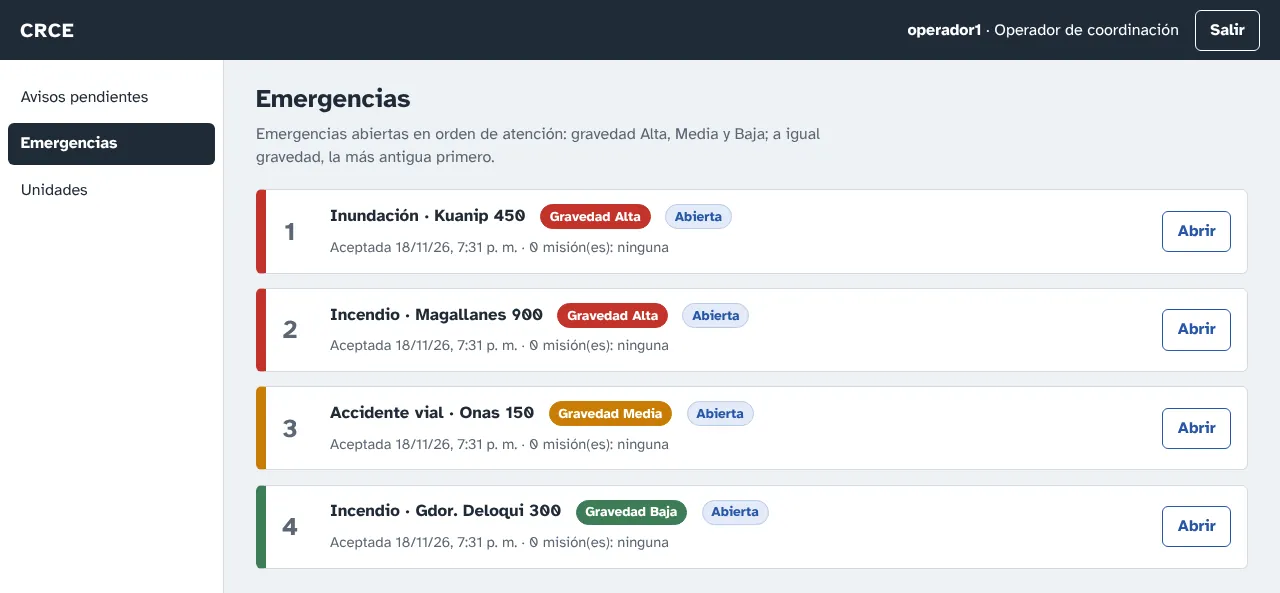 CRCE
operador1 · Operador de coordinación
Salir
Avisos pendientes
Emergencias
Unidades
Emergencias
Emergencias abiertas en orden de atención: gravedad Alta, Media y Baja; a igual
gravedad, la más antigua primero.
1
Inundación · Kuanip 450 Gravedad Alta Abierta
Aceptada 18/11/26, 7:31 p. m. · 0 misión(es): ninguna
Abrir
2
Incendio · Magallanes 900 Gravedad Alta Abierta
Aceptada 18/11/26, 7:31 p. m. · 0 misión(es): ninguna
Abrir
3
Accidente vial · Onas 150 Gravedad Media Abierta
Aceptada 18/11/26, 7:31 p. m. · 0 misión(es): ninguna
Abrir
4
Incendio · Gdor. Deloqui 300 Gravedad Baja Abierta
Aceptada 18/11/26, 7:31 p. m. · 0 misión(es): ninguna
Abrir